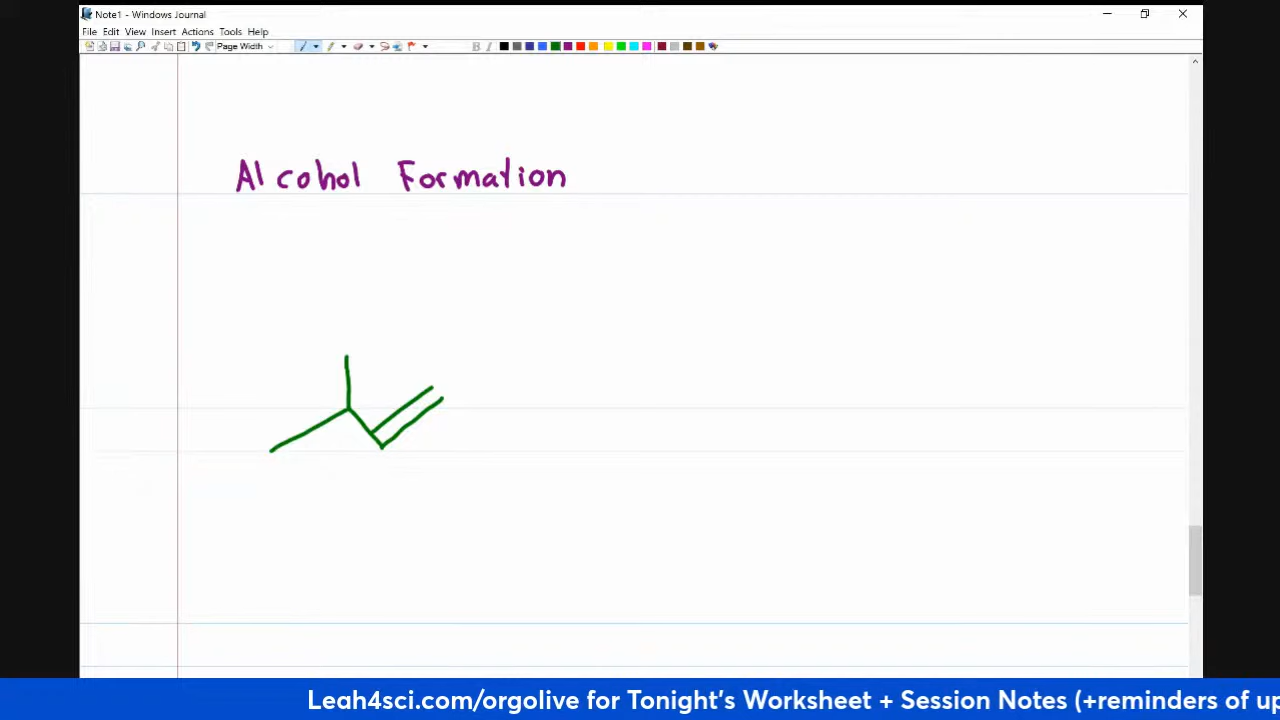 Note1 - Windows Journal
File Edit View Insert Actions Tools Help
Page Width
B I
Alcohol Formation
Leah4sci.com/orgolive for Tonight's Worksheet + Session Notes (+reminders of up